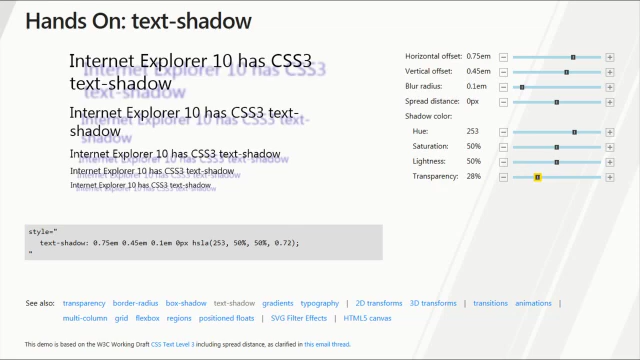 Hands On: text-shadow
Internet Explorer 10 has CSS3
text-shadow
Internet Explorer 10 has CSS3 text-
shadow
Internet Explorer 10 has CSS3 text-shadow
Internet Explorer 10 has CSS3 text-shadow
Internet Explorer 10 has CSS3 text-shadow
Horizontal offset: 0.75em
Vertical offset: 0.45em
Blur radius: 0.1em
Spread distance: 0px
Shadow color:
Hue: 253
Saturation: 50%
Lightness: 50%
Transparency: 28%
style="
text-shadow: 0.75em 0.45em 0.1em 0px hsla(253, 50%, 50%, 0.72);
"
See also: transparency border-radius box-shadow text-shadow gradients typography | 2D transforms 3D transforms | transitions animations |
multi-column grid flexbox regions positioned floats | SVG Filter Effects | HTML5 canvas
This demo is based on the W3C Working Draft CSS Text Level 3 including spread distance, as clarified in this email thread.